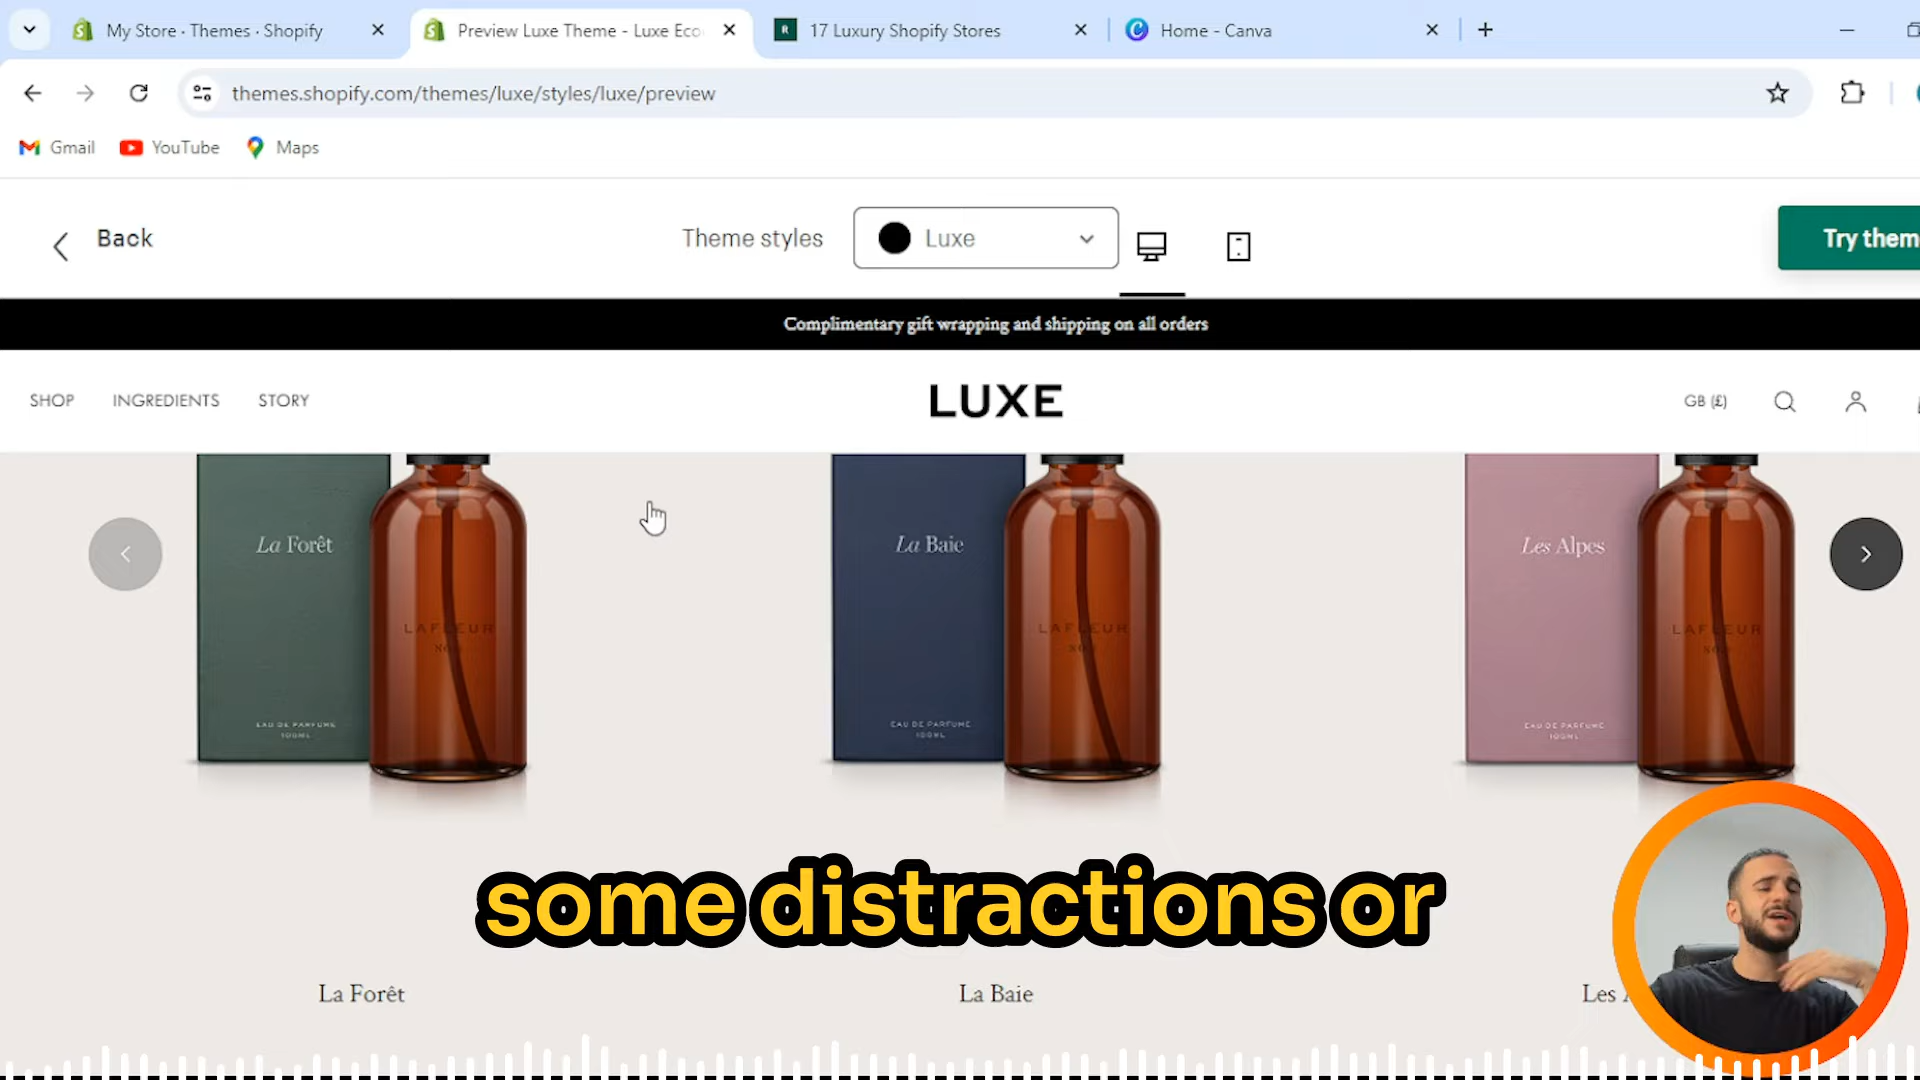 My Store · Themes · Shopify
Preview Luxe Theme - Luxe Eco
17 Luxury Shopify Stores
Home - Canva
themes.shopify.com/themes/luxe/styles/luxe/preview
Gmail
YouTube
Maps
Back
Theme styles
Luxe
Try them
Complimentary gift wrapping and shipping on all orders
SHOP
INGREDIENTS
STORY
LUXE
GB (£)
La Forêt
LAFLEUR
EAU DE PARFUME
100ML
La Baie
LAFLEUR
EAU DE PARFUME
100ML
Les Alpes
LAFLEUR
EAU DE PARFUME
100ML
some distractions or
La Forêt
La Baie
Les